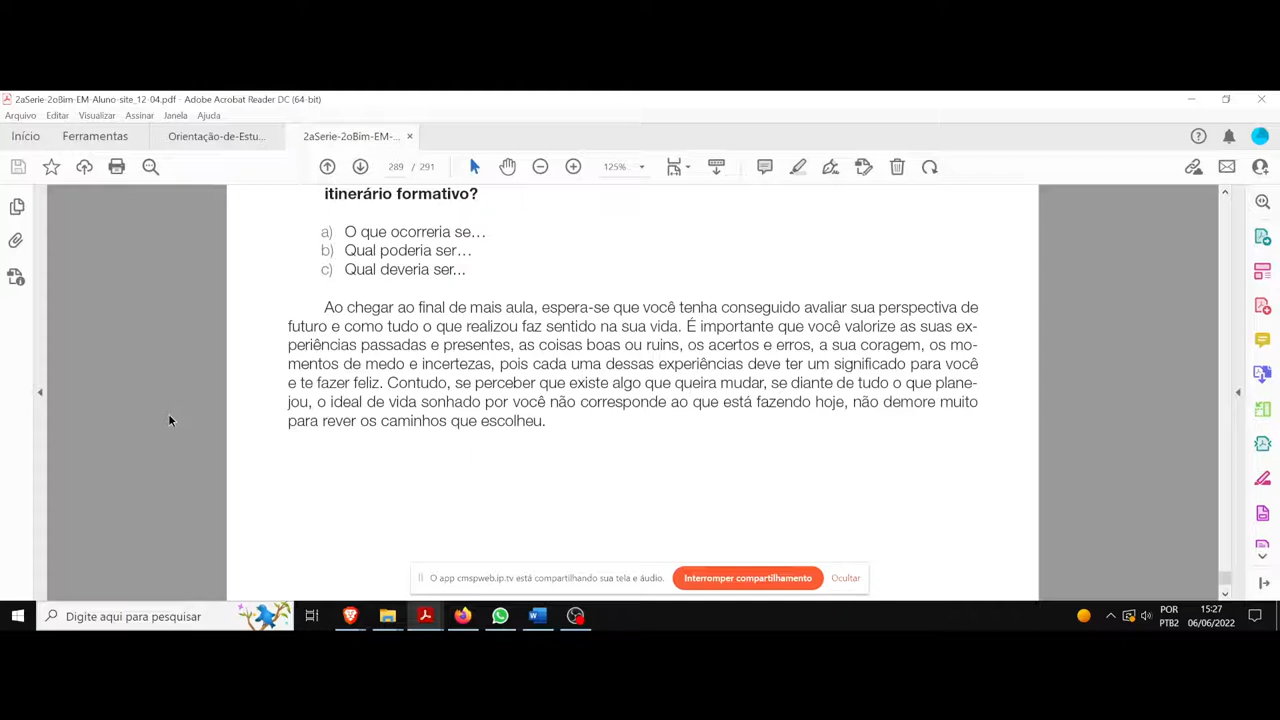 2aSerie-2oBim-EM-Aluno-site_12-04.pdf - Adobe Acrobat Reader DC (64-bit)
Arquivo Editar Visualizar Assinar Janela Ajuda
Início Ferramentas Orientação-de-Estu... 2aSerie-2oBim-EM-... ×
289 / 291 125%
itinerário formativo?
a) O que ocorreria se…
b) Qual poderia ser…
c) Qual deveria ser...
Ao chegar ao final de mais aula, espera-se que você tenha conseguido avaliar sua perspectiva de
futuro e como tudo o que realizou faz sentido na sua vida. É importante que você valorize as suas ex-
periências passadas e presentes, as coisas boas ou ruins, os acertos e erros, a sua coragem, os mo-
mentos de medo e incertezas, pois cada uma dessas experiências deve ter um significado para você
e te fazer feliz. Contudo, se perceber que existe algo que queira mudar, se diante de tudo o que plane-
jou, o ideal de vida sonhado por você não corresponde ao que está fazendo hoje, não demore muito
para rever os caminhos que escolheu.
O app cmspweb.ip.tv está compartilhando sua tela e áudio. Interromper compartilhamento Ocultar
Digite aqui para pesquisar
POR 15:27
PTB2 06/06/2022